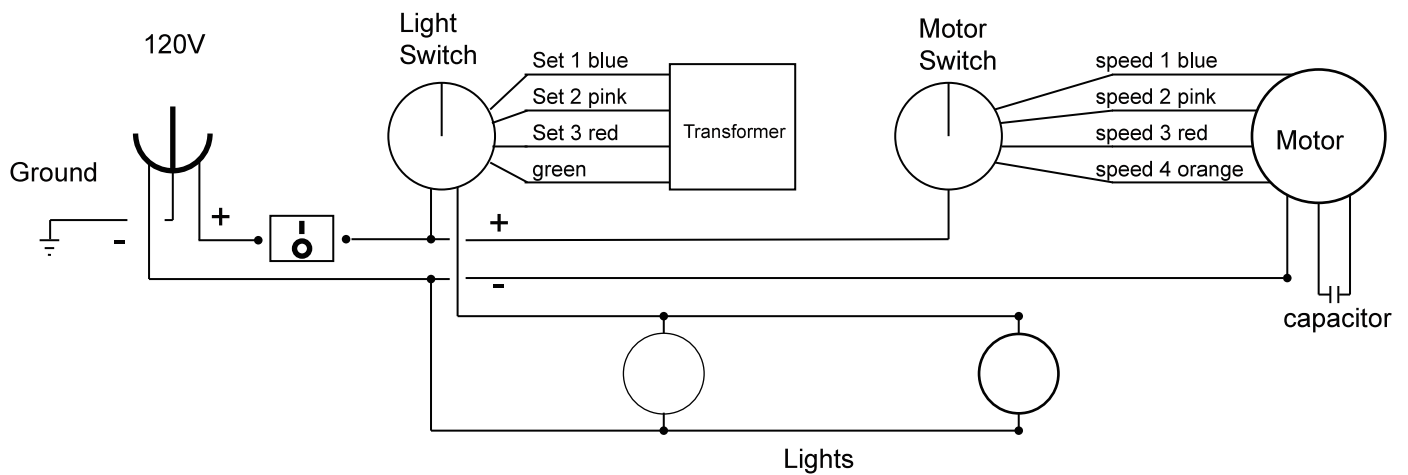 120V
Light
Switch
Motor
Switch
Set 1 blue
Set 2 pink
Set 3 red
green
Transformer
speed 1 blue
speed 2 pink
speed 3 red
speed 4 orange
Motor
Ground
+
-
+
-
capacitor
Lights